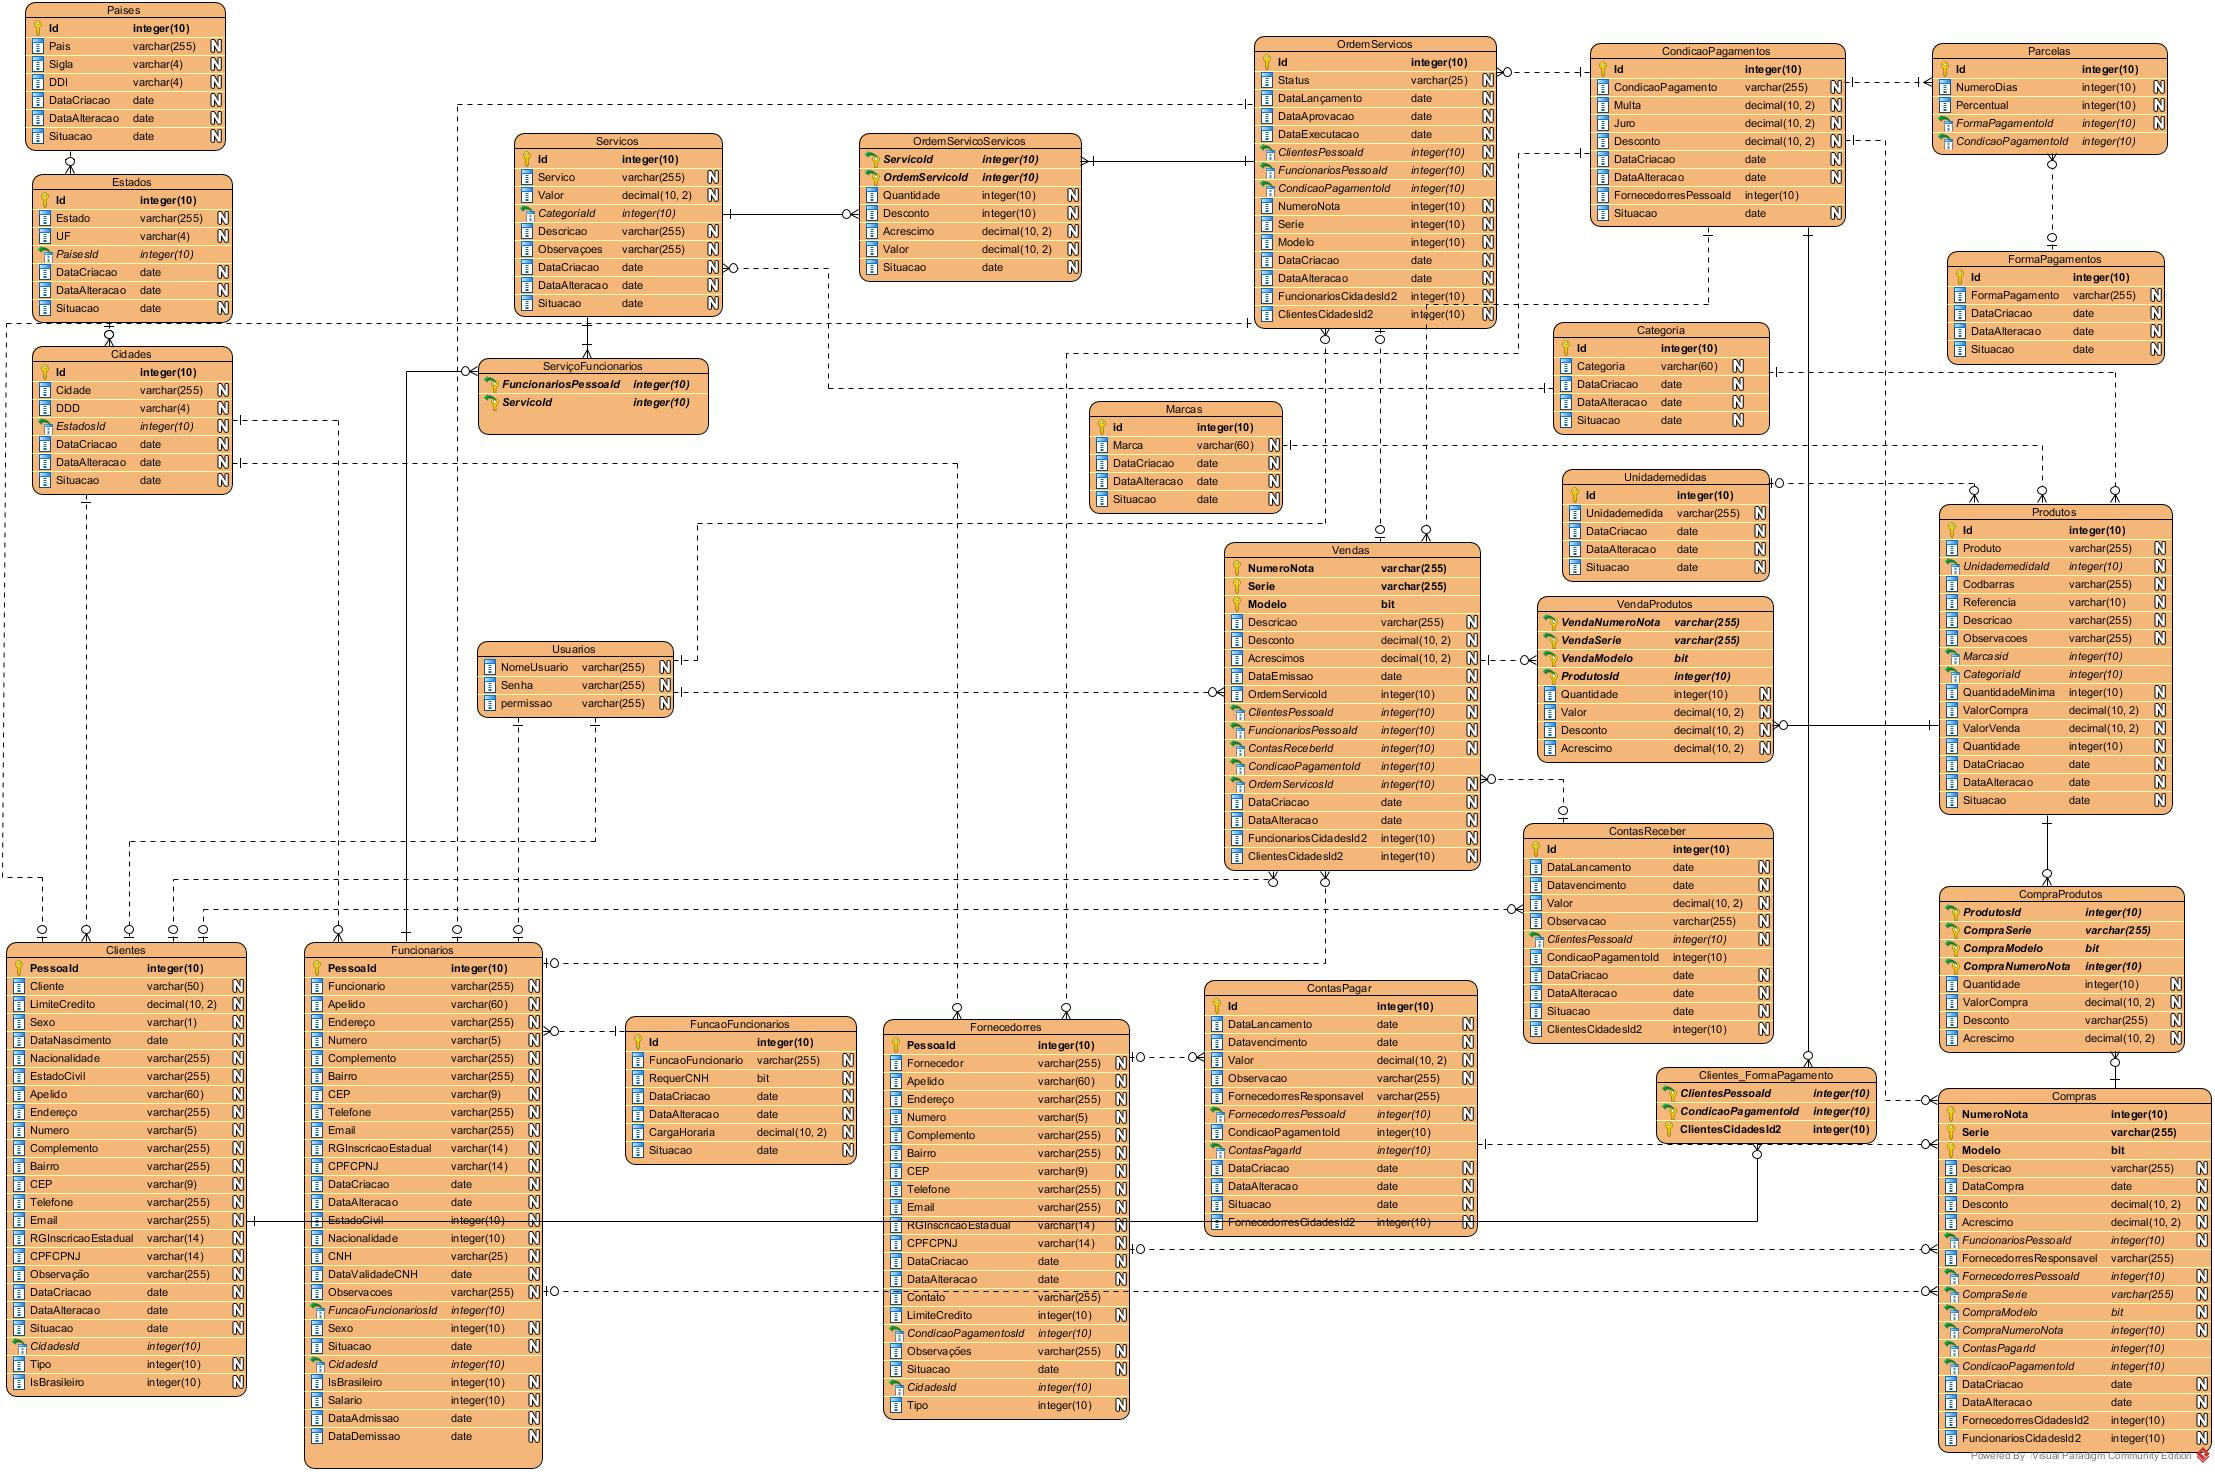 Paises
Id integer(10)
Pais varchar(255) N
Sigla varchar(4) N
DDI varchar(4) N
DataCriacao date N
DataAlteracao date N
Situacao date N
Estados
Id integer(10)
Estado varchar(255) N
UF varchar(4) N
PaisesId integer(10)
DataCriacao date N
DataAlteracao date N
Situacao date N
Cidades
Id integer(10)
Cidade varchar(255) N
DDD varchar(4) N
EstadosId integer(10) N
DataCriacao date N
DataAlteracao date N
Situacao date N
Servicos
Id integer(10)
Servico varchar(255) N
Valor decimal(10, 2) N
CategoriaId integer(10)
Descricao varchar(255) N
Observaçoes varchar(255) N
DataCriacao date N
DataAlteracao date N
Situacao date N
OrdemServicoServicos
ServicoId integer(10)
OrdemServicoId integer(10)
Quantidade integer(10) N
Desconto integer(10) N
Acrescimo decimal(10, 2) N
Valor decimal(10, 2) N
Situacao date N
OrdemServicos
Id integer(10)
Status varchar(25) N
DataLançamento date N
DataAprovacao date N
DataExecutacao date N
ClientesPessoaId integer(10) N
FuncionariosPessoaId integer(10) N
CondicaoPagamentoId integer(10)
NumeroNota integer(10) N
Serie integer(10) N
Modelo integer(10) N
DataCriacao date N
DataAlteracao date N
FuncionariosCidadesId2 integer(10) N
ClientesCidadesId2 integer(10) N
CondicaoPagamentos
Id integer(10)
CondicaoPagamento varchar(255) N
Multa decimal(10, 2) N
Juro decimal(10, 2) N
Desconto decimal(10, 2) N
DataCriacao date N
DataAlteracao date N
FornecedorresPessoaId integer(10)
Situacao date N
Parcelas
Id integer(10)
NumeroDias integer(10) N
Percentual integer(10) N
FormaPagamentoId integer(10) N
CondicaoPagamentoId integer(10)
FormaPagamentos
Id integer(10)
FormaPagamento varchar(255) N
DataCriacao date N
DataAlteracao date N
Situacao date N
ServiçoFuncionarios
FuncionariosPessoaId integer(10)
ServicoId integer(10)
Categoria
Id integer(10)
Categoria varchar(60) N
DataCriacao date N
DataAlteracao date N
Situacao date N
Marcas
id integer(10)
Marca varchar(60) N
DataCriacao date N
DataAlteracao date N
Situacao date N
Unidademedidas
Id integer(10)
Unidademedida varchar(255) N
DataCriacao date N
DataAlteracao date N
Situacao date N
Produtos
Id integer(10)
Produto varchar(255) N
UnidademedidaId integer(10) N
Codbarras varchar(255) N
Referencia varchar(10) N
Descricao varchar(255) N
Observacoes varchar(255) N
Marcasid integer(10)
CategoriaId integer(10)
QuantidadeMinima integer(10) N
ValorCompra decimal(10, 2) N
ValorVenda decimal(10, 2) N
Quantidade integer(10) N
DataCriacao date N
DataAlteracao date N
Situacao date N
Usuarios
NomeUsuario varchar(255) N
Senha varchar(255) N
permissao varchar(255) N
Vendas
NumeroNota varchar(255)
Serie varchar(255)
Modelo bit
Descricao varchar(255) N
Desconto decimal(10, 2) N
Acrescimos decimal(10, 2) N
DataEmissao date N
OrdemServicoId integer(10) N
ClientesPessoaId integer(10) N
FuncionariosPessoaId integer(10) N
ContasReceberId integer(10) N
CondicaoPagamentoId integer(10)
OrdemServicosId integer(10) N
DataCriacao date N
DataAlteracao date N
FuncionariosCidadesId2 integer(10) N
ClientesCidadesId2 integer(10) N
VendaProdutos
VendaNumeroNota varchar(255)
VendaSerie varchar(255)
VendaModelo bit
ProdutosId integer(10)
Quantidade integer(10) N
Valor decimal(10, 2) N
Desconto decimal(10, 2) N
Acrescimo decimal(10, 2) N
ContasReceber
Id integer(10)
DataLancamento date N
Datavencimento date N
Valor decimal(10, 2) N
Observacao varchar(255) N
ClientesPessoaId integer(10) N
CondicaoPagamentoId integer(10)
DataCriacao date N
DataAlteracao date N
Situacao date N
ClientesCidadesId2 integer(10) N
CompraProdutos
ProdutosId integer(10)
CompraSerie varchar(255)
CompraModelo bit
CompraNumeroNota integer(10)
Quantidade integer(10) N
ValorCompra decimal(10, 2) N
Desconto varchar(255) N
Acrescimo decimal(10, 2) N
Clientes
PessoaId integer(10)
Cliente varchar(50) N
LimiteCredito decimal(10, 2) N
Sexo varchar(1) N
DataNascimento date N
Nacionalidade varchar(255) N
EstadoCivil varchar(255) N
Apelido varchar(60) N
Endereço varchar(255) N
Numero varchar(5) N
Complemento varchar(255) N
Bairro varchar(255) N
CEP varchar(9) N
Telefone varchar(255) N
Email varchar(255) N
RGInscricaoEstadual varchar(14) N
CPFCPNJ varchar(14) N
Observação varchar(255) N
DataCriacao date N
DataAlteracao date N
Situacao date N
CidadesId integer(10)
Tipo integer(10) N
IsBrasileiro integer(10) N
Funcionarios
PessoaId integer(10)
Funcionario varchar(255) N
Apelido varchar(60) N
Endereço varchar(255) N
Numero varchar(5) N
Complemento varchar(255) N
Bairro varchar(255) N
CEP varchar(9) N
Telefone varchar(255) N
Email varchar(255) N
RGInscricaoEstadual varchar(14) N
CPFCPNJ varchar(14) N
DataCriacao date N
DataAlteracao date N
EstadoCivil integer(10) N
Nacionalidade integer(10) N
CNH varchar(25) N
DataValidadeCNH date N
Observacoes varchar(255) N
FuncaoFuncionariosId integer(10)
Sexo integer(10) N
Situacao date N
CidadesId integer(10)
IsBrasileiro integer(10) N
Salario integer(10) N
DataAdmissao date N
DataDemissao date N
FuncaoFuncionarios
Id integer(10)
FuncaoFuncionario varchar(255) N
RequerCNH bit N
DataCriacao date N
DataAlteracao date N
CargaHoraria decimal(10, 2) N
Situacao date N
Fornecedorres
PessoaId integer(10)
Fornecedor varchar(255) N
Apelido varchar(60) N
Endereço varchar(255) N
Numero varchar(5) N
Complemento varchar(255) N
Bairro varchar(255) N
CEP varchar(9) N
Telefone varchar(255) N
Email varchar(255) N
RGInscricaoEstadual varchar(14) N
CPFCPNJ varchar(14) N
DataCriacao date N
DataAlteracao date N
Contato varchar(255)
LimiteCredito integer(10) N
CondicaoPagamentosId integer(10)
Observações varchar(255) N
Situacao date N
CidadesId integer(10)
Tipo integer(10) N
ContasPagar
Id integer(10)
DataLancamento date N
Datavencimento date N
Valor decimal(10, 2) N
Observacao varchar(255) N
FornecedorresResponsavel varchar(255)
FornecedorresPessoaId integer(10) N
CondicaoPagamentoId integer(10)
ContasPagarId integer(10)
DataCriacao date N
DataAlteracao date N
Situacao date N
FornecedorresCidadesId2 integer(10) N
Clientes_FormaPagamento
ClientesPessoaId integer(10)
CondicaoPagamentoId integer(10)
ClientesCidadesId2 integer(10)
Compras
NumeroNota integer(10)
Serie varchar(255)
Modelo bit
Descricao varchar(255) N
DataCompra date N
Desconto decimal(10, 2) N
Acrescimo decimal(10, 2) N
FuncionariosPessoaId integer(10) N
FornecedorresResponsavel varchar(255)
FornecedorresPessoaId integer(10) N
CompraSerie varchar(255) N
CompraModelo bit N
CompraNumeroNota integer(10) N
ContasPagarId integer(10)
CondicaoPagamentoId integer(10)
DataCriacao date N
DataAlteracao date N
FornecedorresCidadesId2 integer(10) N
FuncionariosCidadesId2 integer(10) N
Powered By Visual Paradigm Community Edition